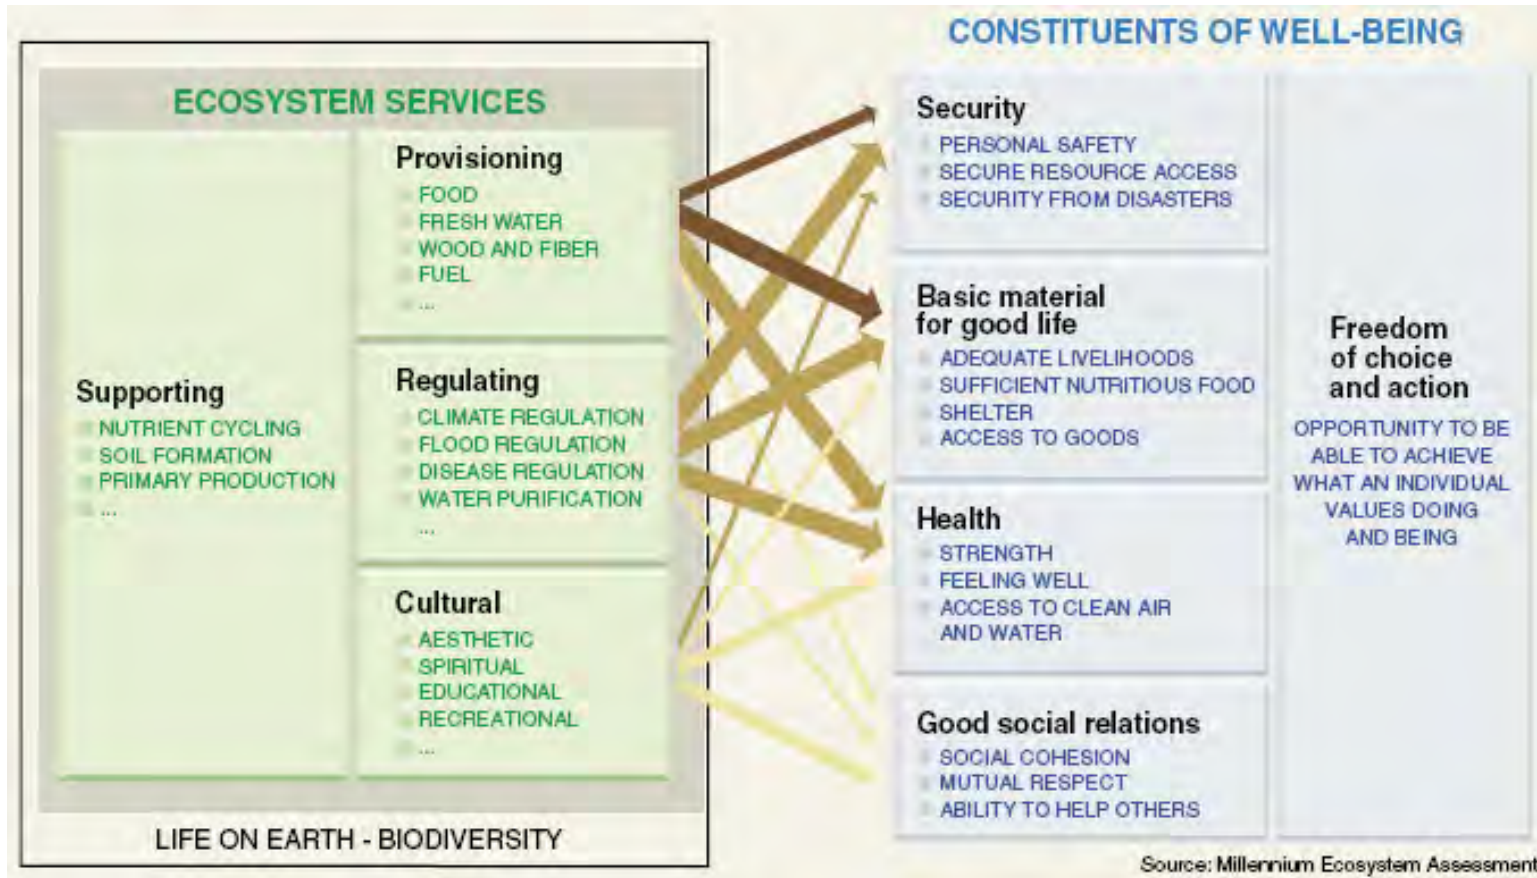 CONSTITUENTS OF WELL-BEING
ECOSYSTEM SERVICES
Supporting
NUTRIENT CYCLING
SOIL FORMATION
PRIMARY PRODUCTION
...
Provisioning
FOOD
FRESH WATER
WOOD AND FIBER
FUEL
...
Regulating
CLIMATE REGULATION
FLOOD REGULATION
DISEASE REGULATION
WATER PURIFICATION
...
Cultural
AESTHETIC
SPIRITUAL
EDUCATIONAL
RECREATIONAL
...
LIFE ON EARTH - BIODIVERSITY
Security
PERSONAL SAFETY
SECURE RESOURCE ACCESS
SECURITY FROM DISASTERS
Basic material
for good life
ADEQUATE LIVELIHOODS
SUFFICIENT NUTRITIOUS FOOD
SHELTER
ACCESS TO GOODS
Health
STRENGTH
FEELING WELL
ACCESS TO CLEAN AIR
AND WATER
Good social relations
SOCIAL COHESION
MUTUAL RESPECT
ABILITY TO HELP OTHERS
Freedom
of choice
and action
OPPORTUNITY TO BE
ABLE TO ACHIEVE
WHAT AN INDIVIDUAL
VALUES DOING
AND BEING
Source: Millennium Ecosystem Assessment